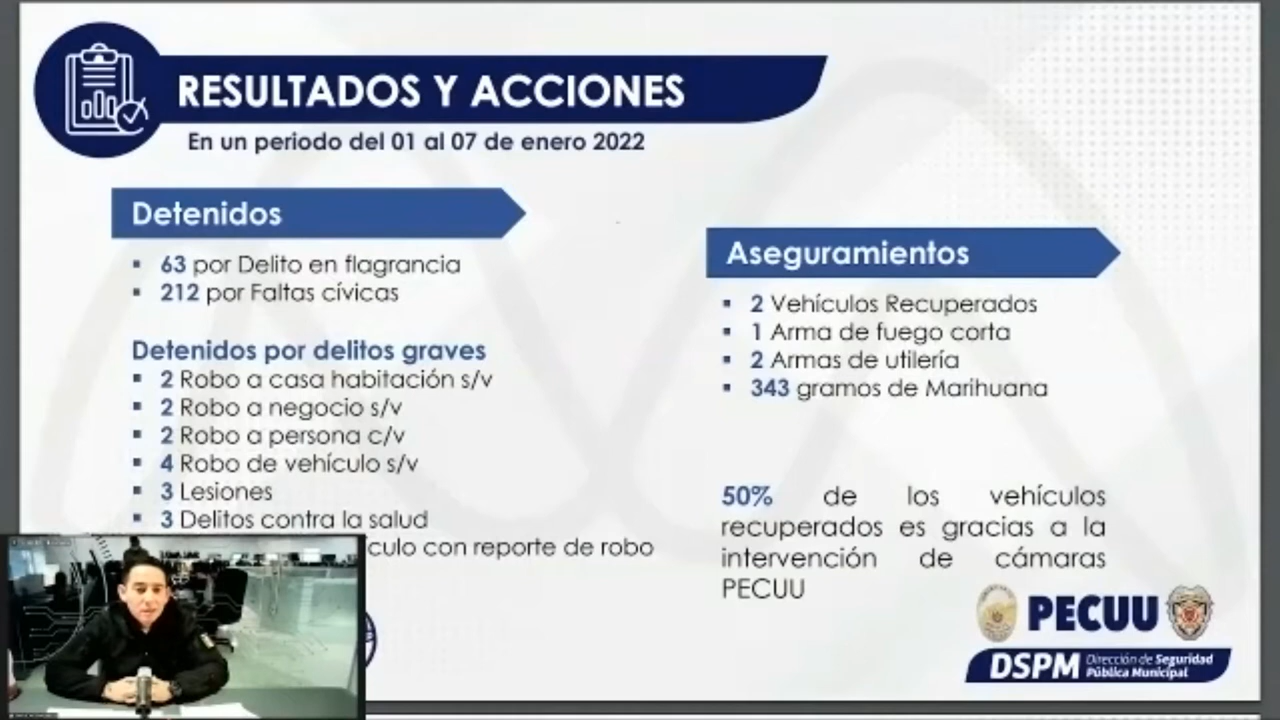 RESULTADOS Y ACCIONES
En un periodo del 01 al 07 de enero 2022
Detenidos
▪ 63 por Delito en flagrancia
▪ 212 por Faltas cívicas
Detenidos por delitos graves
▪ 2 Robo a casa habitación s/v
▪ 2 Robo a negocio s/v
▪ 2 Robo a persona c/v
▪ 4 Robo de vehículo s/v
▪ 3 Lesiones
▪ 3 Delitos contra la salud
culo con reporte de robo
Aseguramientos
▪ 2 Vehículos Recuperados
▪ 1 Arma de fuego corta
▪ 2 Armas de utilería
▪ 343 gramos de Marihuana
50% de los vehículos
recuperados es gracias a la
intervención de cámaras
PECUU
PECUU
DSPM Dirección de Seguridad
Pública Municipal